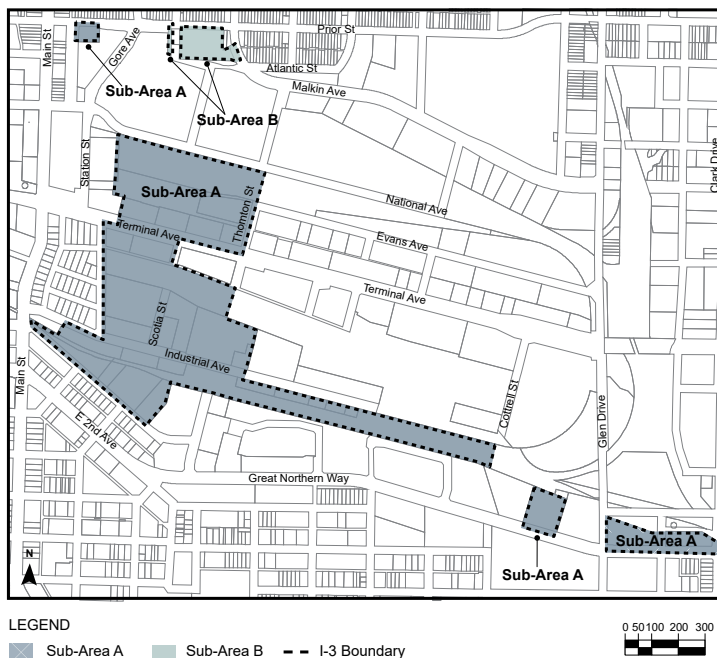 Main St
Gore Ave
Prior St
Atlantic St
Malkin Ave
Sub-Area A
Sub-Area B
Station St
Clark Drive
Sub-Area A
Thornton St
National Ave
Terminal Ave
Evans Ave
Terminal Ave
Scotia St
Industrial Ave
Main St
E 2nd Ave
Cottrell St
Glen Drive
Great Northern Way
Sub-Area A
Sub-Area A
N
LEGEND
Sub-Area A Sub-Area B I-3 Boundary
0 50 100 200 300